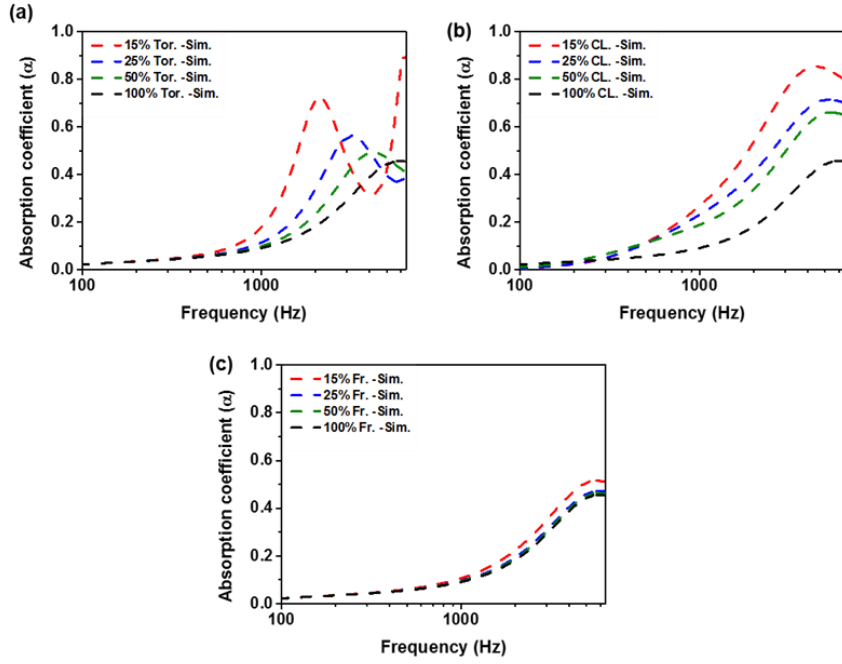 (a)
1.0
0.8
0.6
0.4
0.2
0.0
Absorption coefficient (α)
15% Tor. -Sim.
25% Tor. -Sim.
50% Tor. -Sim.
100% Tor. -Sim.
100
1000
Frequency (Hz)
(b)
1.0
0.8
0.6
0.4
0.2
0.0
Absorption coefficient (α)
15% CL. -Sim.
25% CL. -Sim.
50% CL. -Sim.
100% CL. -Sim.
100
1000
Frequency (Hz)
(c)
1.0
0.8
0.6
0.4
0.2
0.0
Absorption coefficient (α)
15% Fr. -Sim.
25% Fr. -Sim.
50% Fr. -Sim.
100% Fr. -Sim.
100
1000
Frequency (Hz)